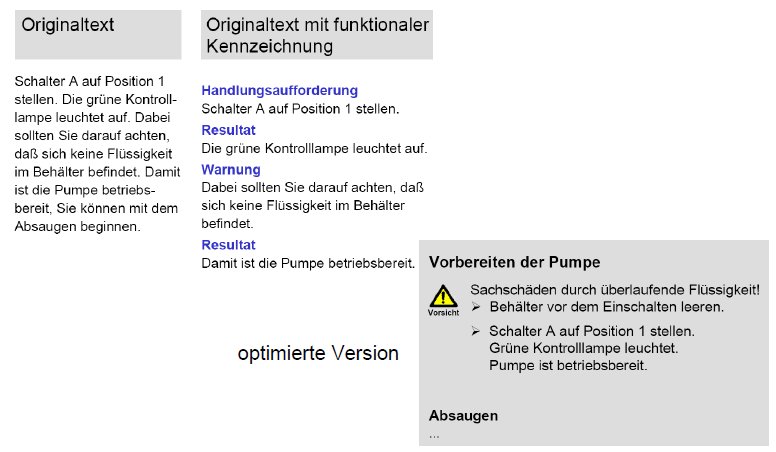 Originaltext
Schalter A auf Position 1
stellen. Die grüne Kontroll-
lampe leuchtet auf. Dabei
sollten Sie darauf achten,
daß sich keine Flüssigkeit
im Behälter befindet. Damit
ist die Pumpe betriebs-
bereit, Sie können mit dem
Absaugen beginnen.
Originaltext mit funktionaler
Kennzeichnung
Handlungsaufforderung
Schalter A auf Position 1 stellen.
Resultat
Die grüne Kontrolllampe leuchtet auf.
Warnung
Dabei sollten Sie darauf achten, daß
sich keine Flüssigkeit im Behälter
befindet.
Resultat
Damit ist die Pumpe betriebsbereit.
optimierte Version
Vorbereiten der Pumpe
Vorsicht
Sachschäden durch überlaufende Flüssigkeit!
➢ Behälter vor dem Einschalten leeren.
➢ Schalter A auf Position 1 stellen.
Grüne Kontrolllampe leuchtet.
Pumpe ist betriebsbereit.
Absaugen
...